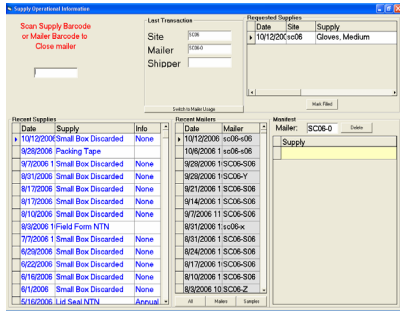 Supply Operational Information
Scan Supply Barcode
or Mailer Barcode to
Close mailer
Last Transaction
Site SC06
Mailer SC06-0
Shipper
Switch to Mailer Usage
Requested Supplies
Date Site Supply
10/12/200 sc06 Gloves, Medium
Mark Filled
Recent Supplies
Date Supply Info
10/12/2006 Small Box Discarded None
9/28/2006 Packing Tape
9/7/2006 1 Small Box Discarded None
8/31/2006 Small Box Discarded None
8/17/2006 Small Box Discarded None
8/17/2006 Small Box Discarded None
8/10/2006 Small Box Discarded None
8/3/2006 1 Field Form NTN
7/7/2006 1 Small Box Discarded None
6/29/2006 Small Box Discarded None
6/22/2006 Small Box Discarded None
6/16/2006 Small Box Discarded None
6/1/2006 Small Box Discarded None
5/16/2006 Lid Seal NTN Annual
Recent Mailers
Date Mailer
10/12/2006 sc06-s06
10/6/2006 1 sc06-s06
9/29/2006 1 SC06-S06
9/28/2006 1 SC06-Y
9/21/2006 1 SC06-S06
9/14/2006 1 SC06-S06
9/7/2006 11 SC06-S06
8/31/2006 1 sc06-x
8/31/2006 1 SC06-S06
8/24/2006 1 SC06-S06
8/17/2006 1 SC06-S06
8/10/2006 1 SC06-S06
8/3/2006 10 SC06-Z
All Mailers Samples
Manifest
Mailer: SC06-0 Delete
Supply